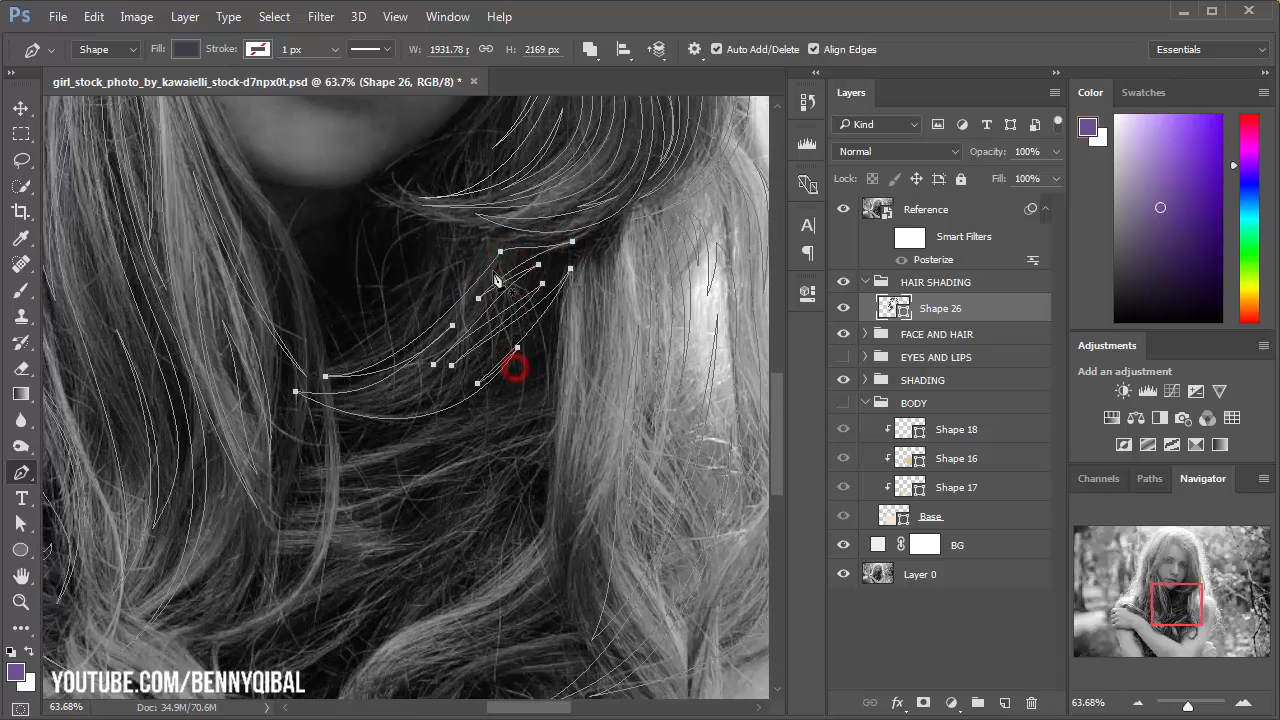 Ps File Edit Image Layer Type Select Filter 3D View Window Help
Shape Fill: Stroke: 1 px W: 1931.78 p H: 2169 px Auto Add/Delete Align Edges Essentials
girl_stock_photo_by_kawaielli_stock-d7npx0t.psd @ 63.7% (Shape 26, RGB/8) *
Layers
Kind
Normal Opacity: 100%
Lock: Fill: 100%
Reference
Smart Filters
Posterize
HAIR SHADING
Shape 26
FACE AND HAIR
EYES AND LIPS
SHADING
BODY
Shape 18
Shape 16
Shape 17
Base
BG
Layer 0
fx
Color Swatches
Adjustments
Add an adjustment
Channels Paths Navigator
63.68%
YOUTUBE.COM/BENNYQIBAL
63.68% Doc: 34.9M/70.6M